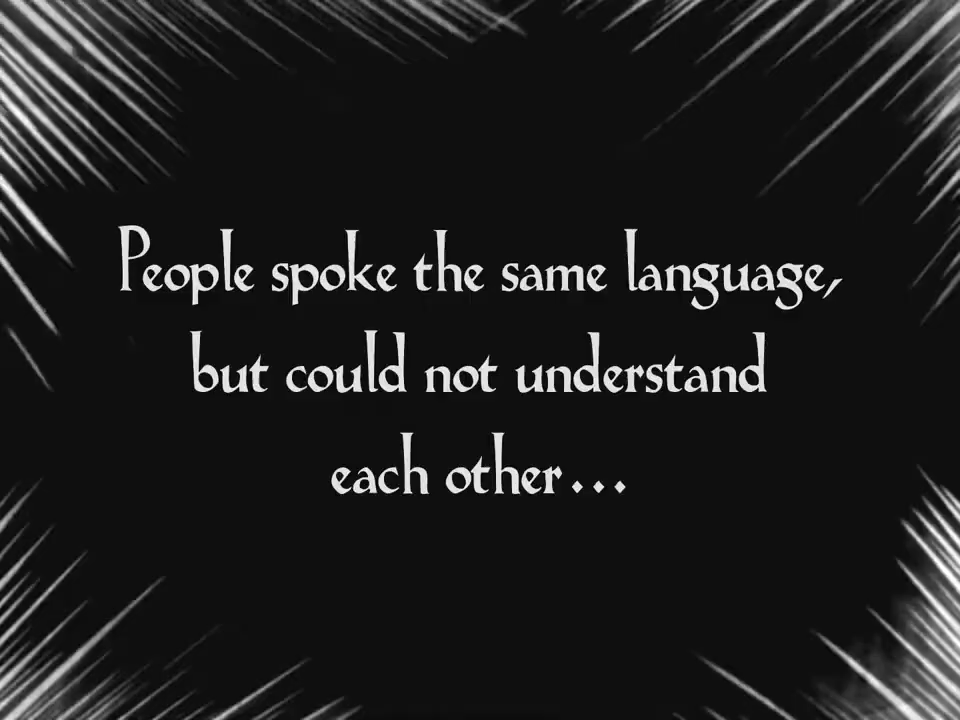 People spoke the same language,
but could not understand
each other...